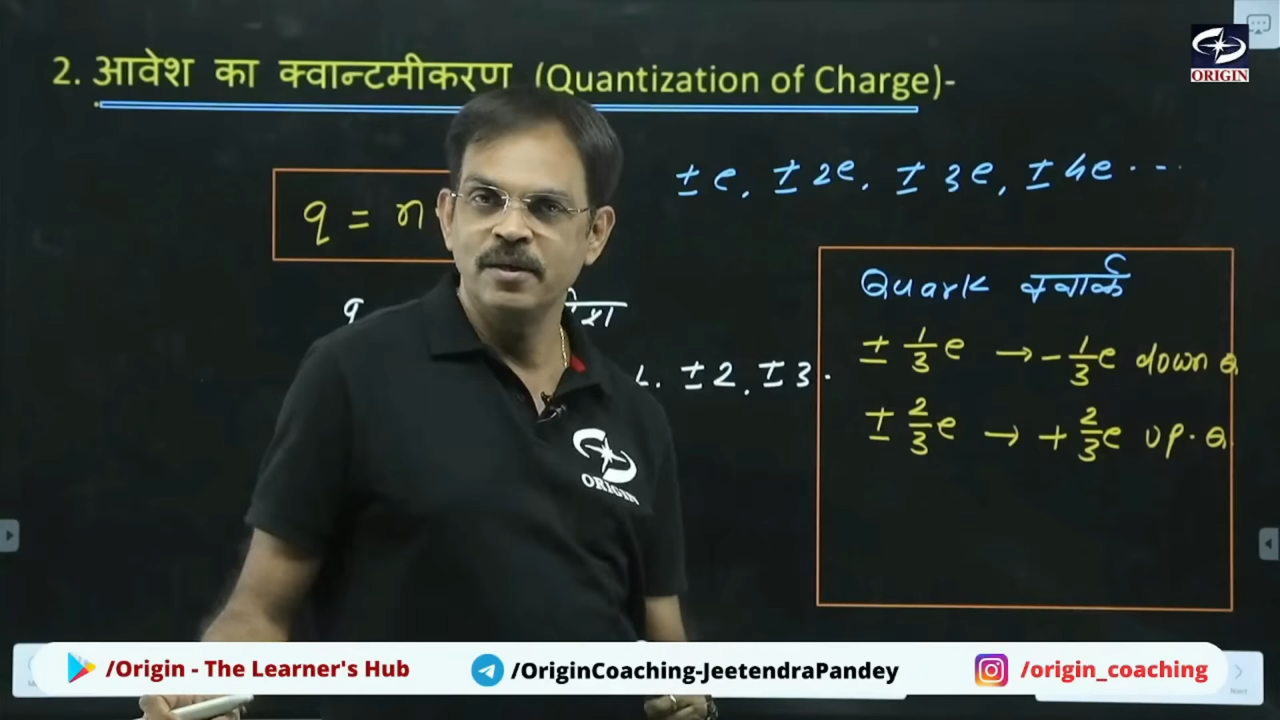 ORIGIN
2. आवेश का क्वान्टमीकरण (Quantization of Charge)-
± e, ± 2e, ± 3e, ± 4e ...
q = n
Quark क्वार्क
q
± 1/3 e → - 1/3 e down Q
± 2, ± 3.
± 2/3 e → + 2/3 e up. Q
ORIGIN
/Origin - The Learner's Hub
/OriginCoaching-JeetendraPandey
/origin_coaching